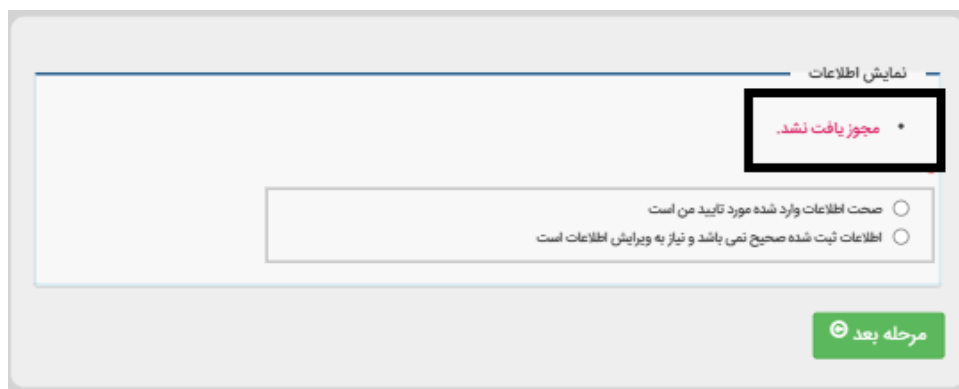 نمایش اطلاعات
• مجوز یافت نشد.
صحت اطلاعات وارد شده مورد تایید من است
اطلاعات ثبت شده صحیح نمی باشد و نیاز به ویرایش اطلاعات است
مرحله بعد